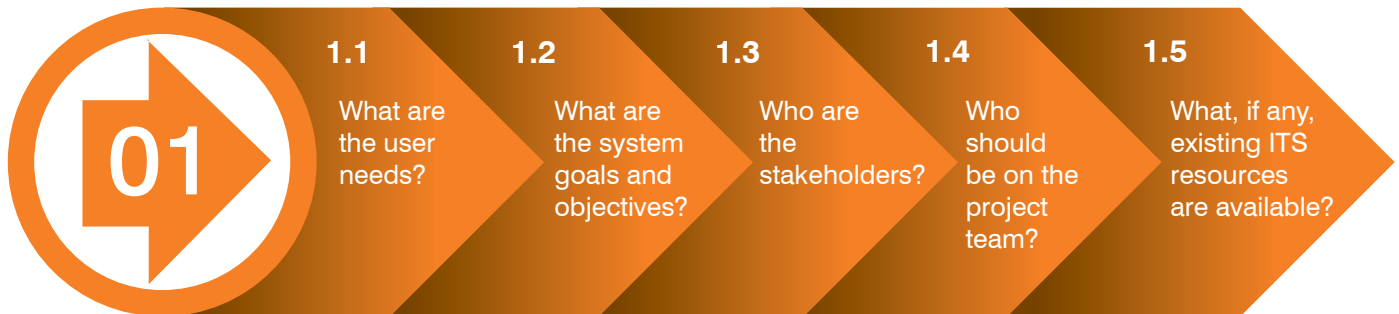 01
1.1
What are
the user
needs?
1.2
What are
the system
goals and
objectives?
1.3
Who are
the
stakeholders?
1.4
Who
should
be on the
project
team?
1.5
What, if any,
existing ITS
resources
are available?